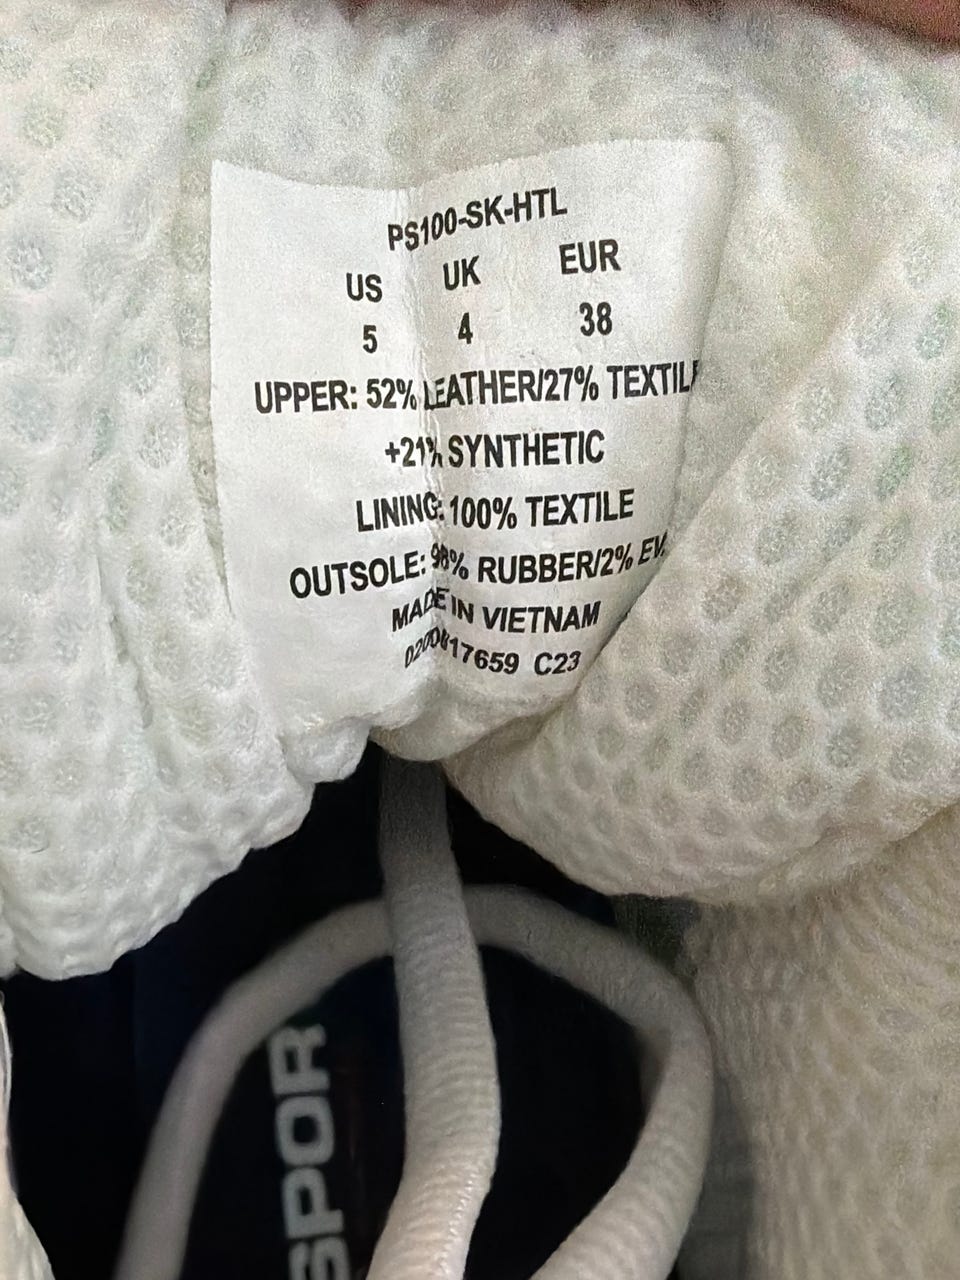 PS100-SK-HTL
US UK EUR
5 4 38
UPPER: 52% LEATHER/27% TEXTILE
+21% SYNTHETIC
LINING: 100% TEXTILE
OUTSOLE: 98% RUBBER/2% EV
MADE IN VIETNAM
C23
SPOR